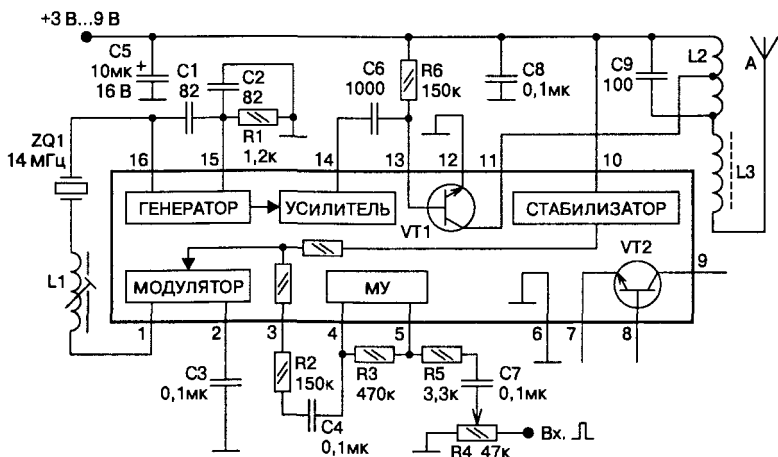 +3 В...9 В
C5
10мк
16 В
+
C1
82
C2
82
R1
1,2к
C6
1000
R6
150к
C8
0,1мк
C9
100
L2
A
ZQ1
14 МГц
16
15
14
13
12
11
10
L3
ГЕНЕРАТОР
УСИЛИТЕЛЬ
VT1
СТАБИЛИЗАТОР
VT2
9
L1
МОДУЛЯТОР
МУ
1
2
3
4
5
6
7
8
C3
0,1мк
R2
150к
R3
470к
R5
3,3к
C7
0,1мк
C4
0,1мк
R4 47к
Вх.